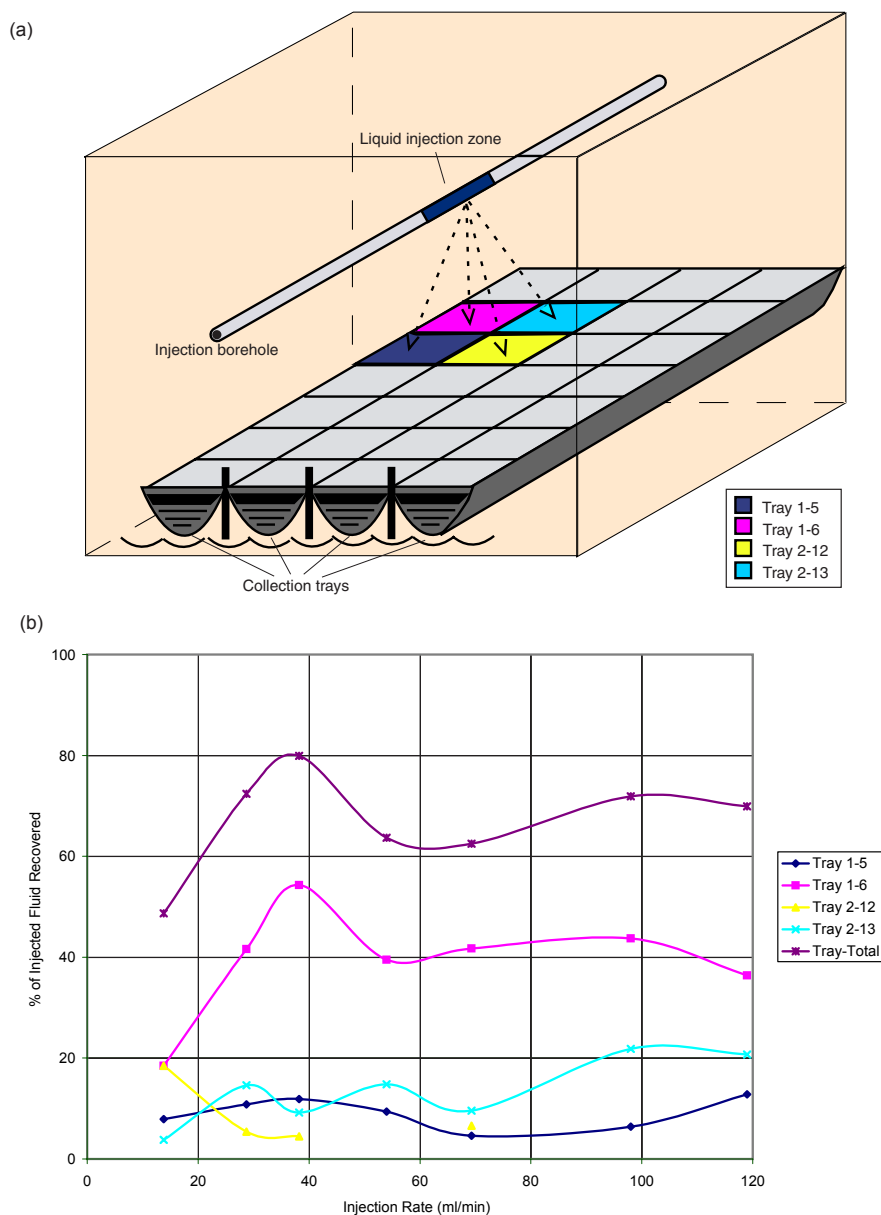 (a)
Liquid injection zone
Injection borehole
Tray 1-5
Tray 1-6
Tray 2-12
Tray 2-13
Collection trays
(b)
100
80
60
40
20
0
0 20 40 60 80 100 120
% of Injected Fluid Recovered
Injection Rate (ml/min)
Tray 1-5
Tray 1-6
Tray 2-12
Tray 2-13
Tray-Total